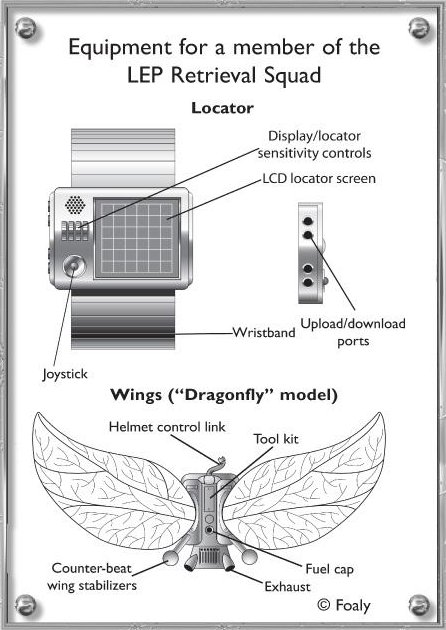 Equipment for a member of the
LEP Retrieval Squad
Locator
Display/locator
sensitivity controls
LCD locator screen
Upload/download
ports
Wristband
Joystick
Wings (“Dragonfly” model)
Helmet control link
Tool kit
Counter-beat
wing stabilizers
Fuel cap
Exhaust
© Foaly